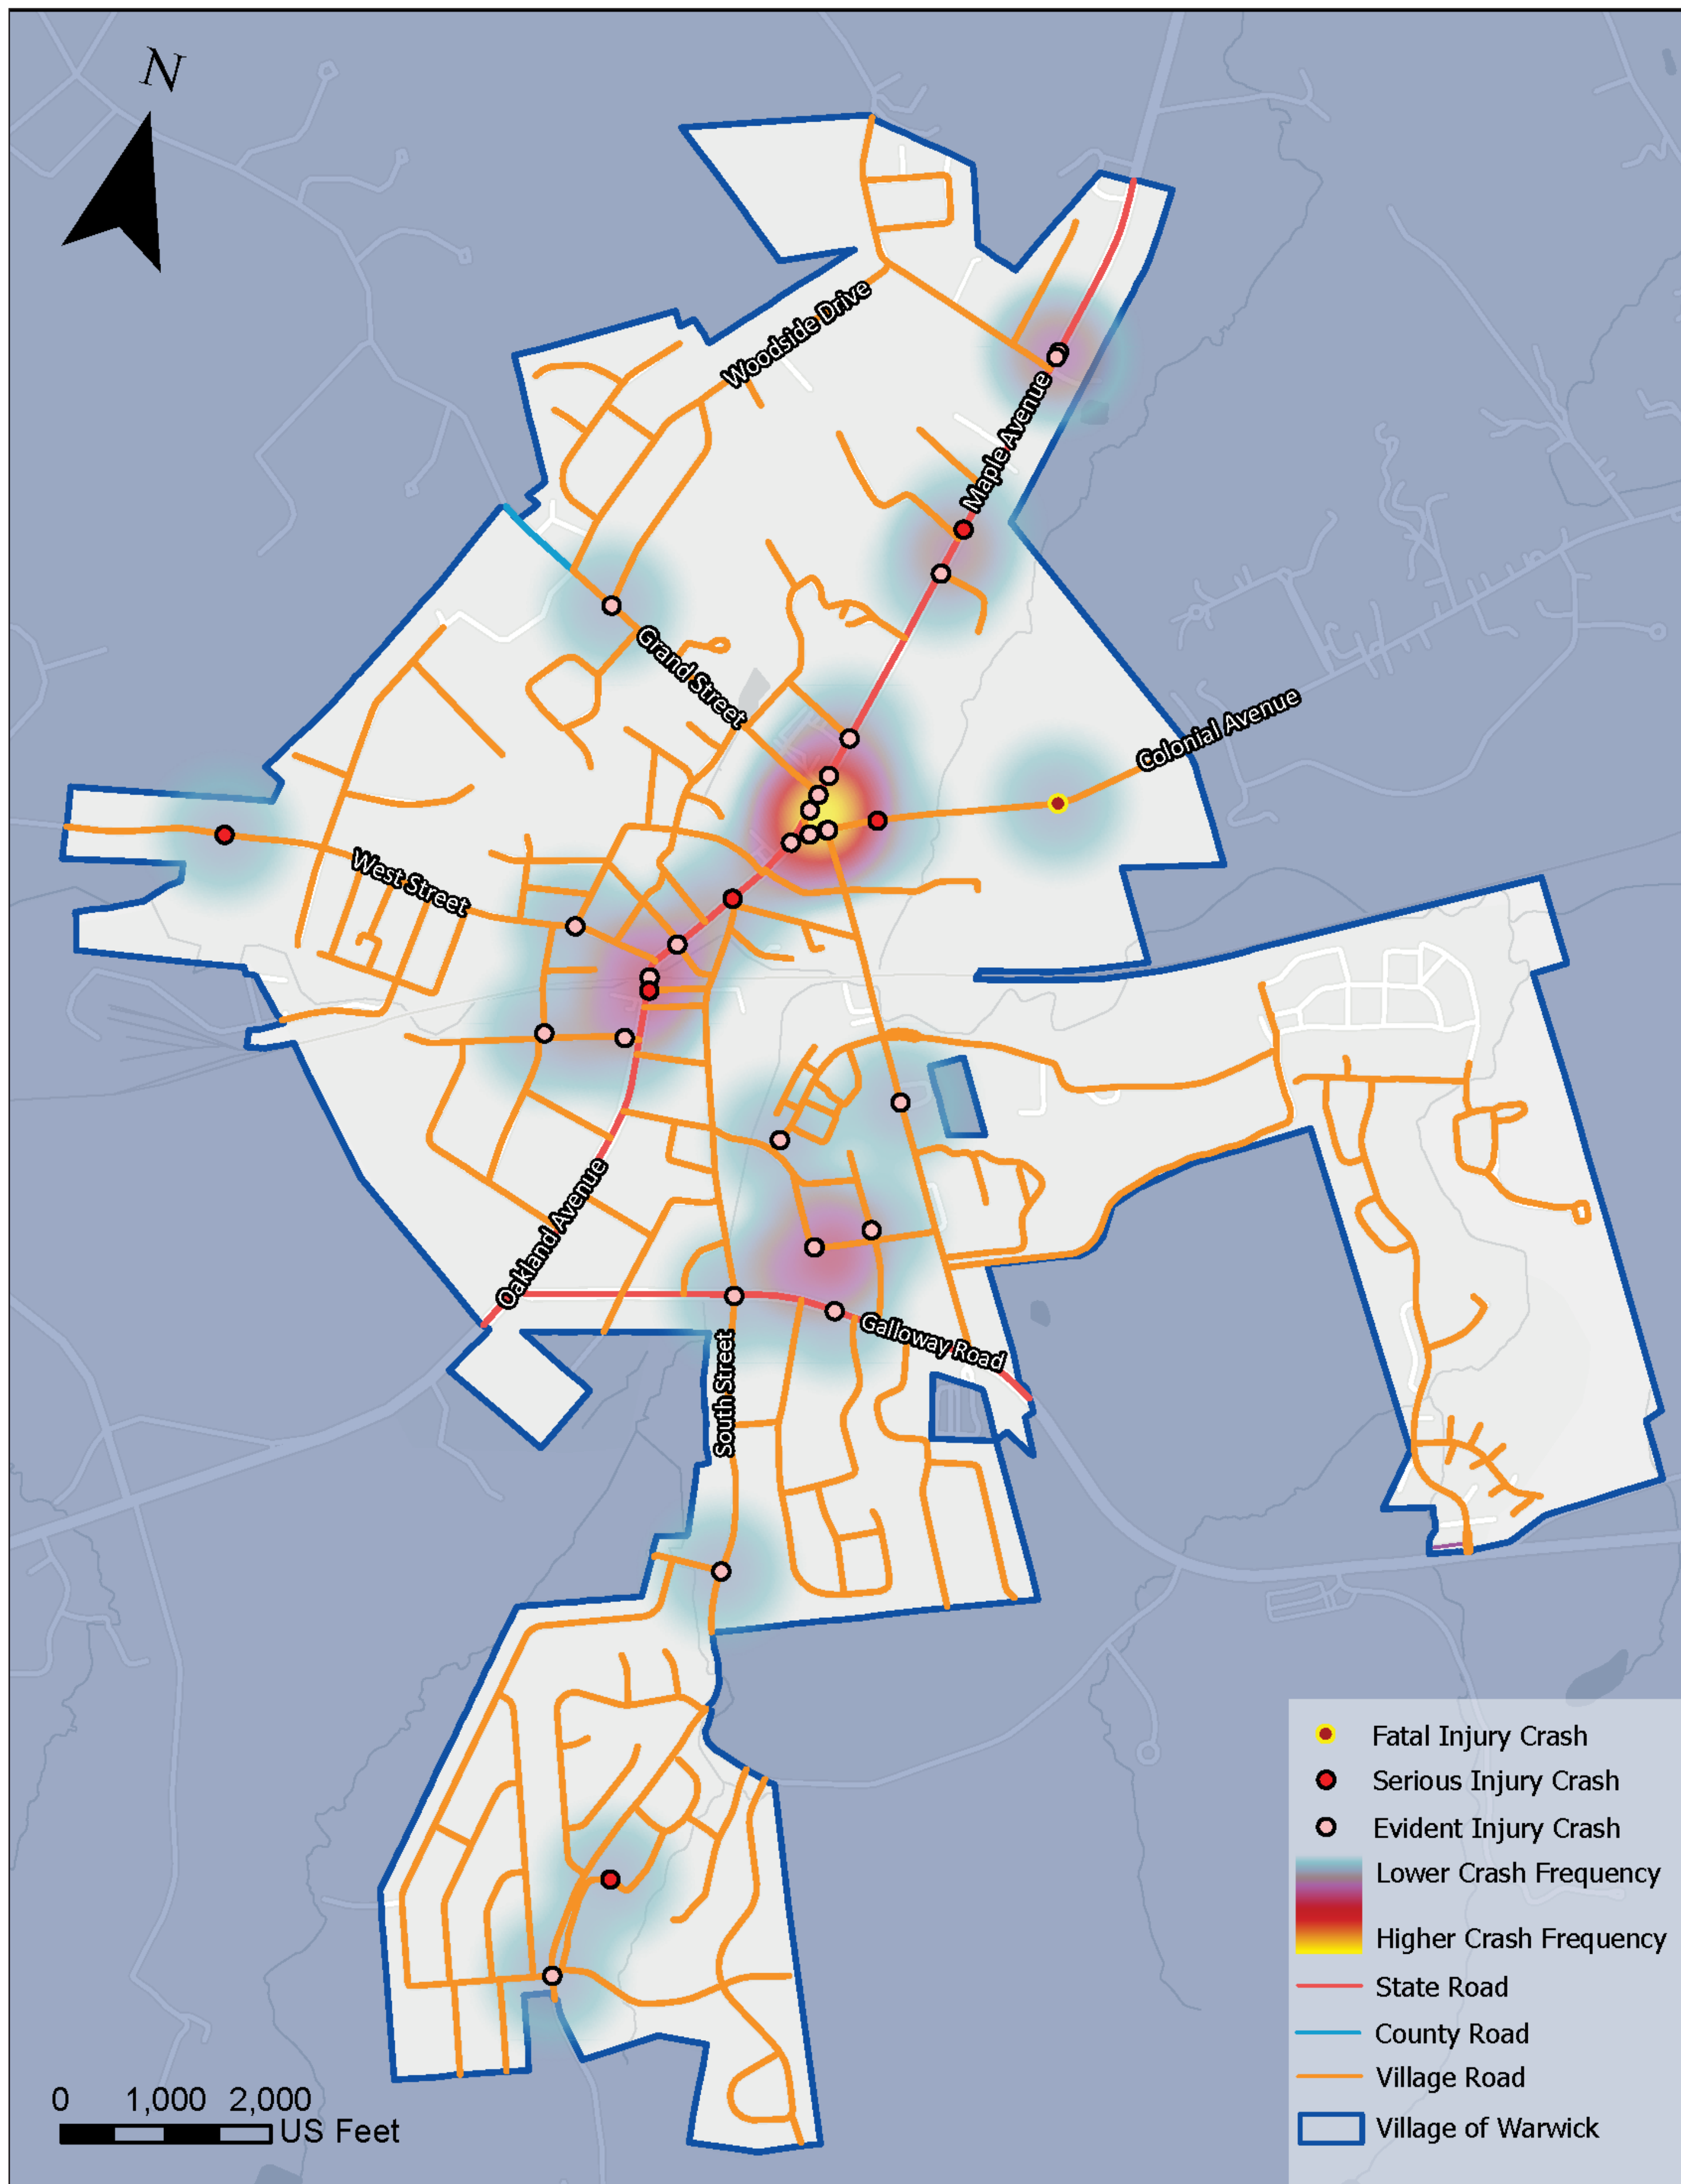 N
Woodside Drive
Maple Avenue
Grand Street
Colonial Avenue
West Street
Oakland Avenue
Galloway Road
South Street
Fatal Injury Crash
Serious Injury Crash
Evident Injury Crash
Lower Crash Frequency
Higher Crash Frequency
State Road
County Road
Village Road
Village of Warwick
0 1,000 2,000
US Feet